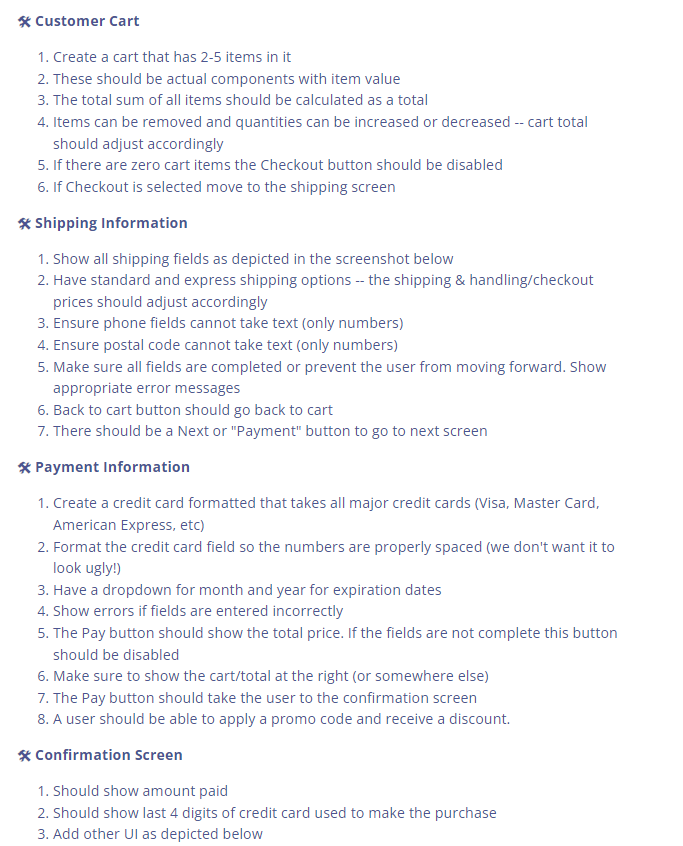 🛠 Customer Cart
1. Create a cart that has 2-5 items in it
2. These should be actual components with item value
3. The total sum of all items should be calculated as a total
4. Items can be removed and quantities can be increased or decreased -- cart total
should adjust accordingly
5. If there are zero cart items the Checkout button should be disabled
6. If Checkout is selected move to the shipping screen
🛠 Shipping Information
1. Show all shipping fields as depicted in the screenshot below
2. Have standard and express shipping options -- the shipping & handling/checkout
prices should adjust accordingly
3. Ensure phone fields cannot take text (only numbers)
4. Ensure postal code cannot take text (only numbers)
5. Make sure all fields are completed or prevent the user from moving forward. Show
appropriate error messages
6. Back to cart button should go back to cart
7. There should be a Next or "Payment" button to go to next screen
🛠 Payment Information
1. Create a credit card formatted that takes all major credit cards (Visa, Master Card,
American Express, etc)
2. Format the credit card field so the numbers are properly spaced (we don't want it to
look ugly!)
3. Have a dropdown for month and year for expiration dates
4. Show errors if fields are entered incorrectly
5. The Pay button should show the total price. If the fields are not complete this button
should be disabled
6. Make sure to show the cart/total at the right (or somewhere else)
7. The Pay button should take the user to the confirmation screen
8. A user should be able to apply a promo code and receive a discount.
🛠 Confirmation Screen
1. Should show amount paid
2. Should show last 4 digits of credit card used to make the purchase
3. Add other UI as depicted below